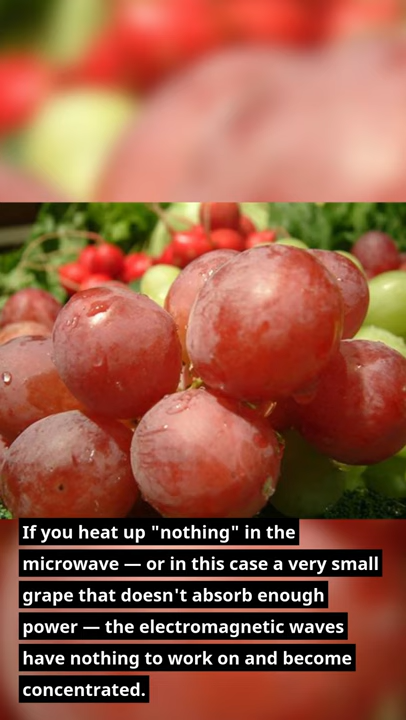 If you heat up "nothing" in the
microwave — or in this case a very small
grape that doesn't absorb enough
power — the electromagnetic waves
have nothing to work on and become
concentrated.